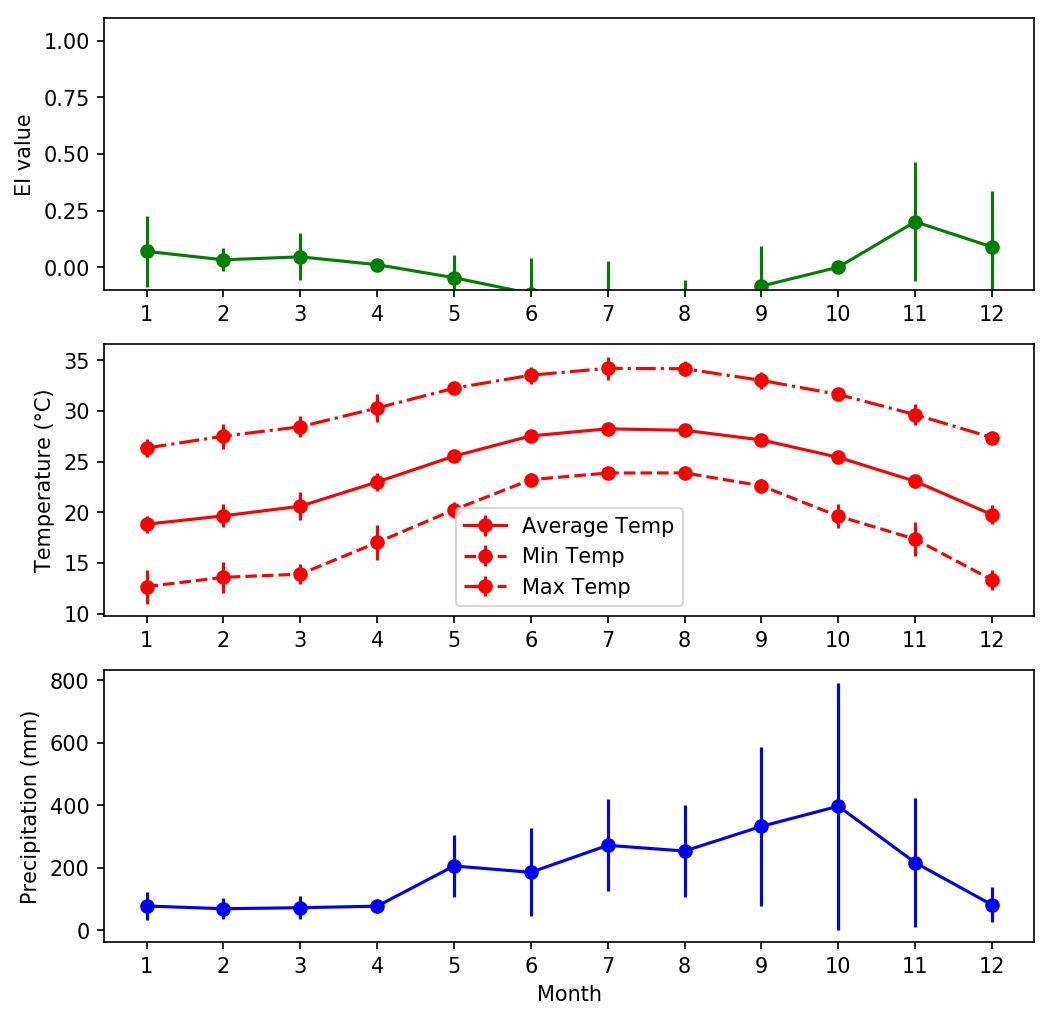 EI value
1.00
0.75
0.50
0.25
0.00
1 2 3 4 5 6 7 8 9 10 11 12
Temperature (°C)
35
30
25
20
15
10
Average Temp
Min Temp
Max Temp
1 2 3 4 5 6 7 8 9 10 11 12
Precipitation (mm)
800
600
400
200
0
1 2 3 4 5 6 7 8 9 10 11 12
Month